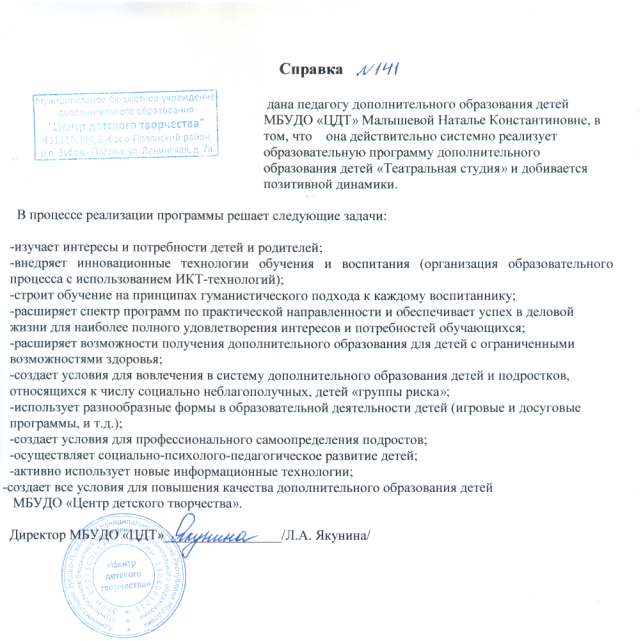 Справка №141
Муниципальное бюджетное учреждение
дополнительного образования
"Центр детского творчества"
431110, РМ, Зубово-Полянский район
р.п. Зубова Поляна, ул. Ленинская, д. 7а
дана педагогу дополнительного образования детей
МБУДО «ЦДТ» Малышевой Наталье Константиновне, в
том, что она действительно системно реализует
образовательную программу дополнительного
образования детей «Театральная студия» и добивается
позитивной динамики.
В процессе реализации программы решает следующие задачи:
-изучает интересы и потребности детей и родителей;
-внедряет инновационные технологии обучения и воспитания (организация образовательного
процесса с использованием ИКТ-технологий);
-строит обучение на принципах гуманистического подхода к каждому воспитаннику;
-расширяет спектр программ по практической направленности и обеспечивает успех в деловой
жизни для наиболее полного удовлетворения интересов и потребностей обучающихся;
-расширяет возможности получения дополнительного образования для детей с ограниченными
возможностями здоровья;
-создает условия для вовлечения в систему дополнительного образования детей и подростков,
относящихся к числу социально неблагополучных, детей «группы риска»;
-использует разнообразные формы в образовательной деятельности детей (игровые и досуговые
программы, и т.д.);
-создает условия для профессионального самоопределения подростов;
-осуществляет социально-психолого-педагогическое развитие детей;
-активно использует новые информационные технологии;
-создает все условия для повышения качества дополнительного образования детей
МБУДО «Центр детского творчества».
Директор МБУДО «ЦДТ» Якунина /Л.А. Якунина/
«Центр
детского
творчества»